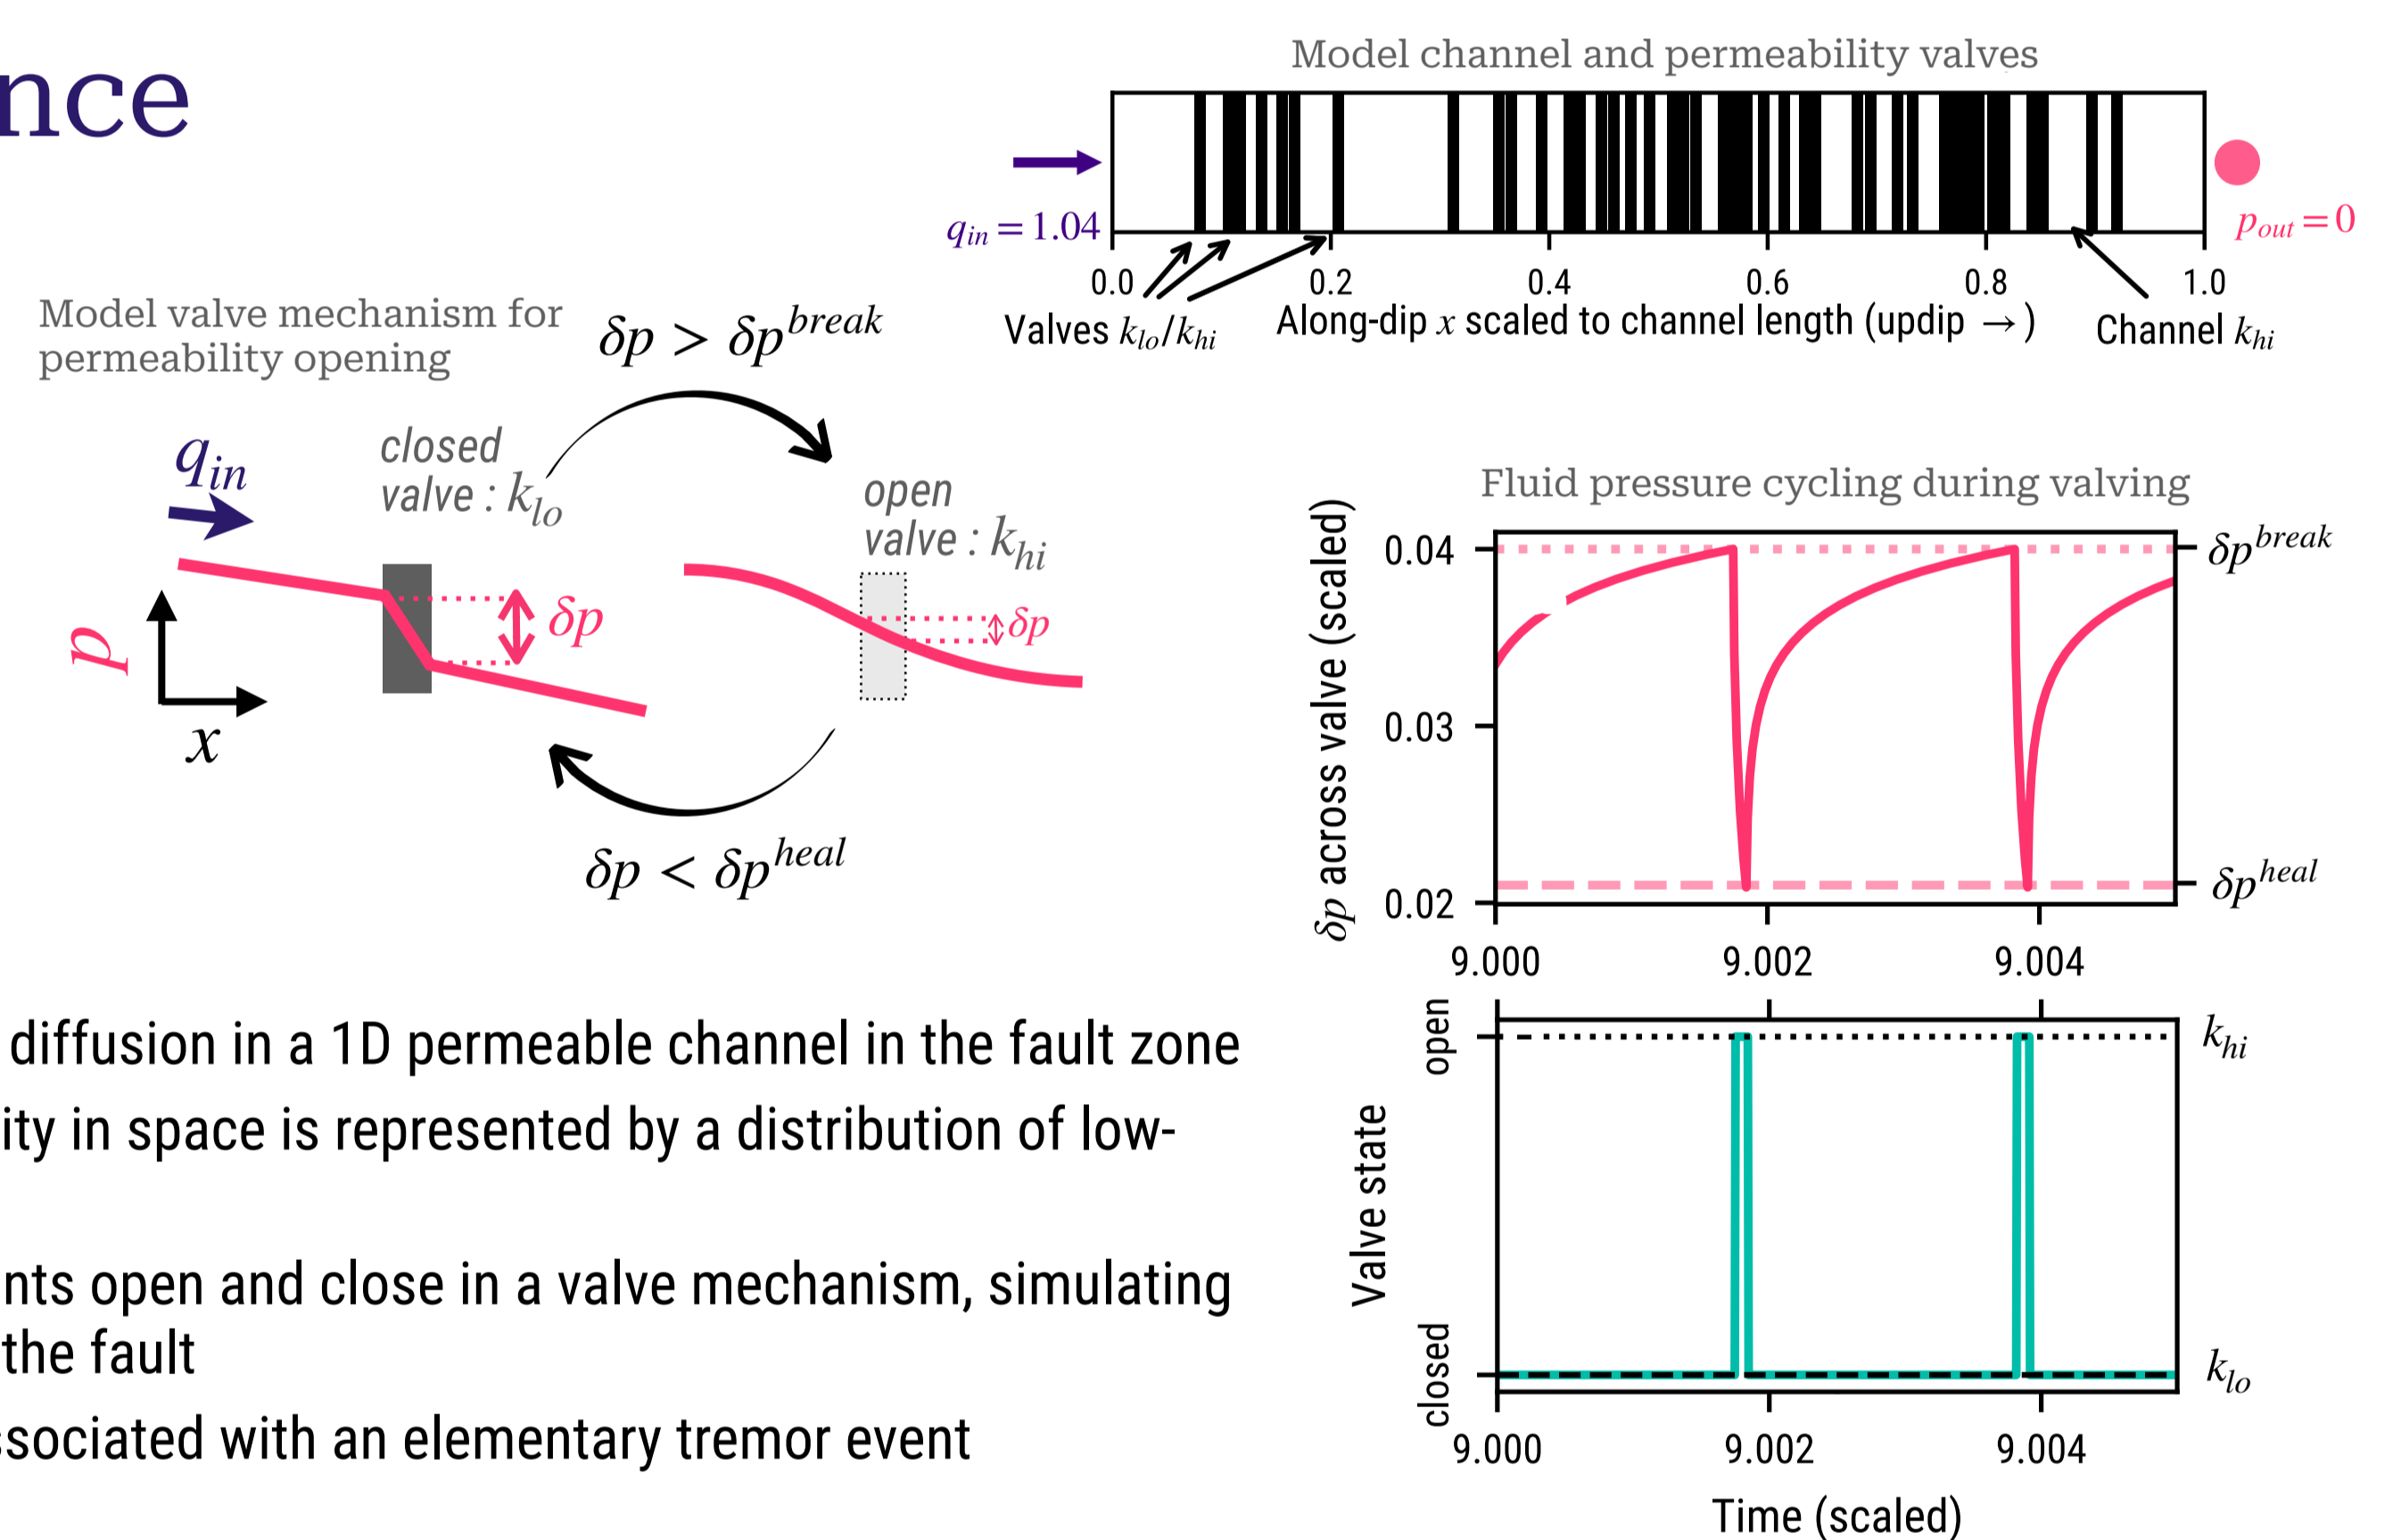 nce
Model channel and permeability valves
q_in = 1.04
p_out = 0
0.0 0.2 0.4 0.6 0.8 1.0
Valves k_lo/k_hi
Along-dip x scaled to channel length (updip →)
Channel k_hi
Model valve mechanism for
permeability opening
δp > δp^break
q_in
closed
valve : k_lo
open
valve : k_hi
p
x
δp
δp
δp < δp^heal
Fluid pressure cycling during valving
δp across valve (scaled)
0.04
0.03
0.02
δp^break
δp^heal
9.000 9.002 9.004
Valve state
open
closed
k_hi
k_lo
9.000 9.002 9.004
Time (scaled)
diffusion in a 1D permeable channel in the fault zone
ity in space is represented by a distribution of low-
nts open and close in a valve mechanism, simulating
the fault
ssociated with an elementary tremor event